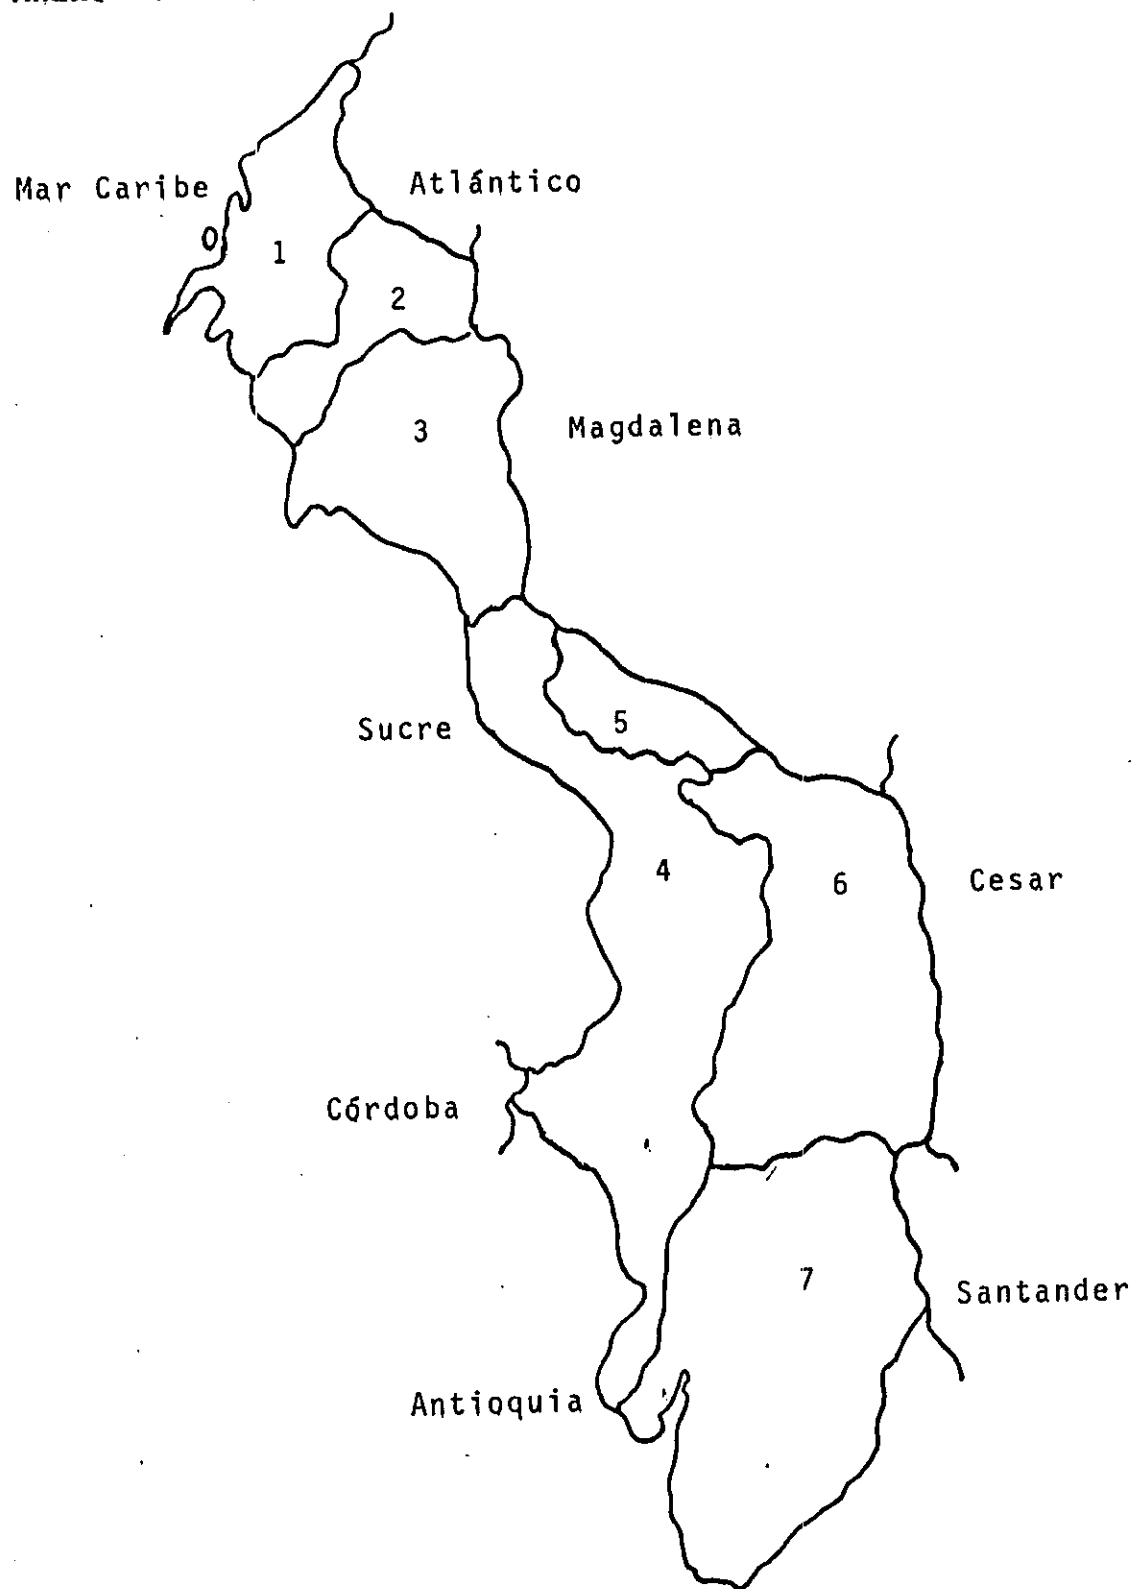 Mar Caribe
Atlántico
0
1
2
3
Magdalena
5
Sucre
4
6
Cesar
Córdoba
7
Santander
Antioquia